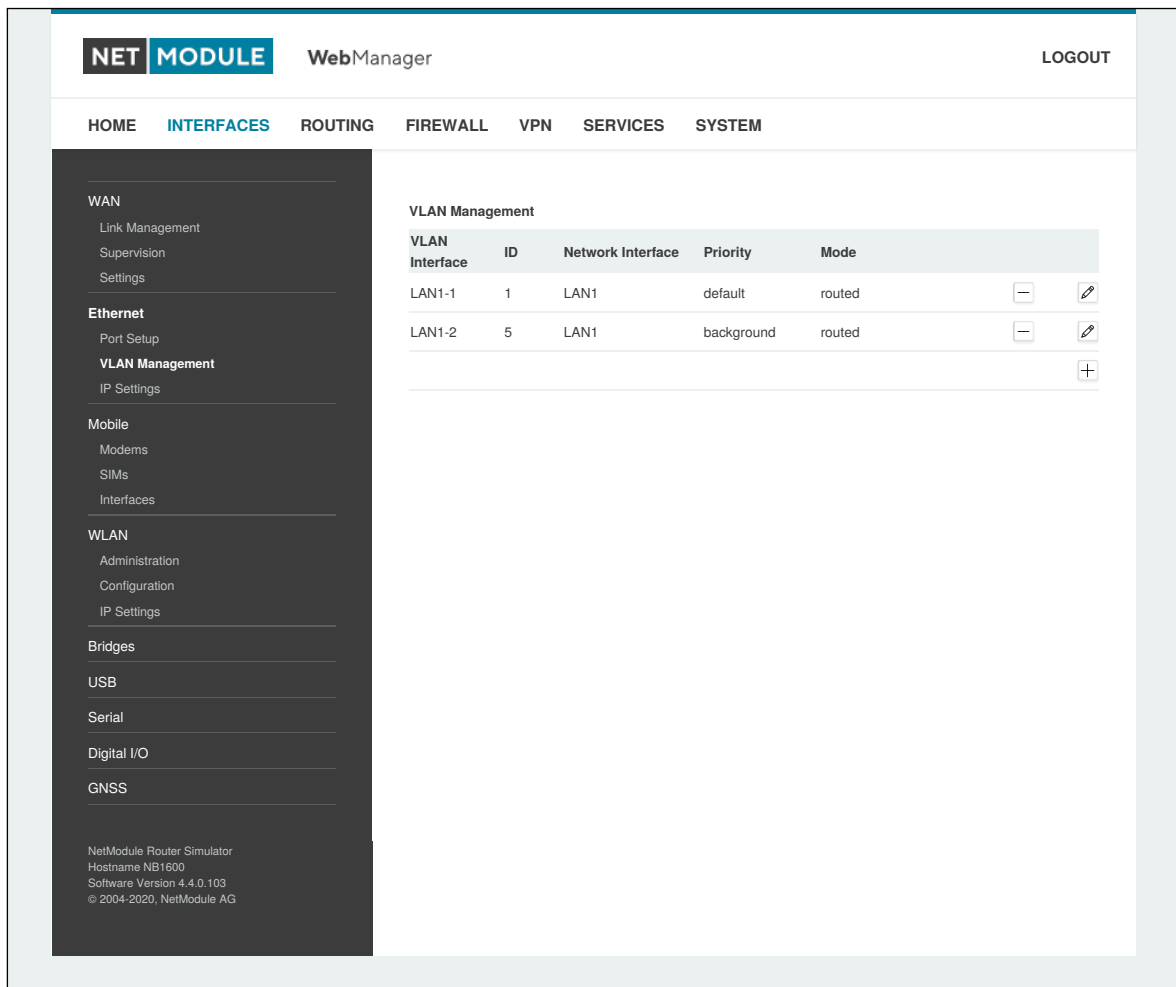 NET MODULE WebManager LOGOUT
HOME INTERFACES ROUTING FIREWALL VPN SERVICES SYSTEM
WAN
Link Management
Supervision
Settings
Ethernet
Port Setup
VLAN Management
IP Settings
Mobile
Modems
SIMs
Interfaces
WLAN
Administration
Configuration
IP Settings
Bridges
USB
Serial
Digital I/O
GNSS
NetModule Router Simulator
Hostname NB1600
Software Version 4.4.0.103
© 2004-2020, NetModule AG
VLAN Management
VLAN Interface ID Network Interface Priority Mode
LAN1-1 1 LAN1 default routed
LAN1-2 5 LAN1 background routed